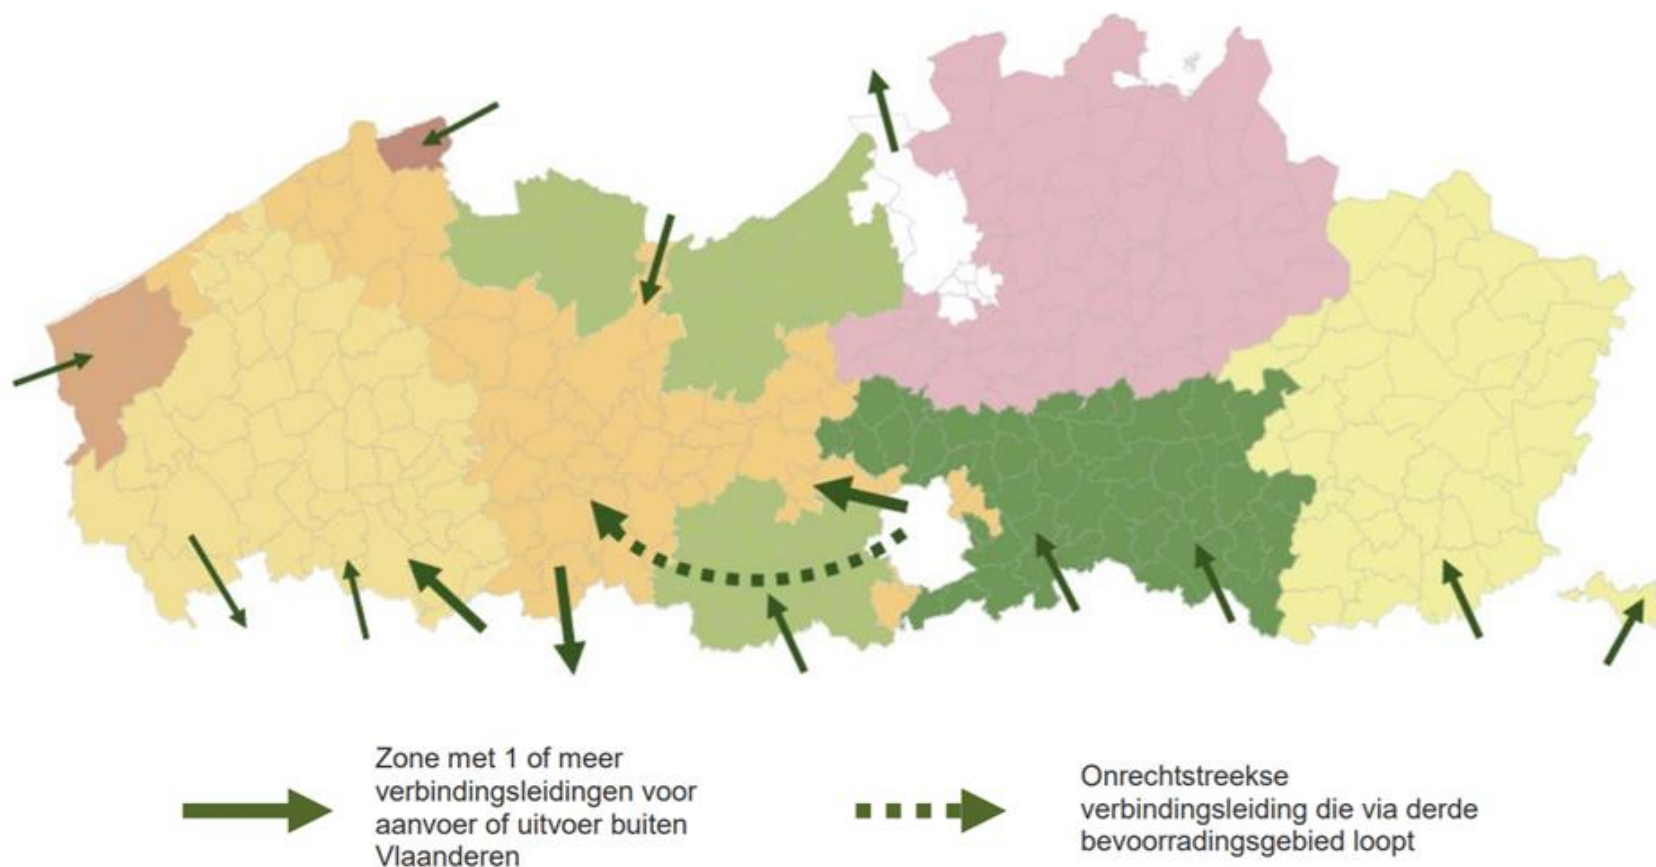 Zone met 1 of meer
verbindingsleidingen voor
aanvoer of uitvoer buiten
Vlaanderen
Onrechtstreekse
verbindingsleiding die via derde
bevoorradingsgebied loopt